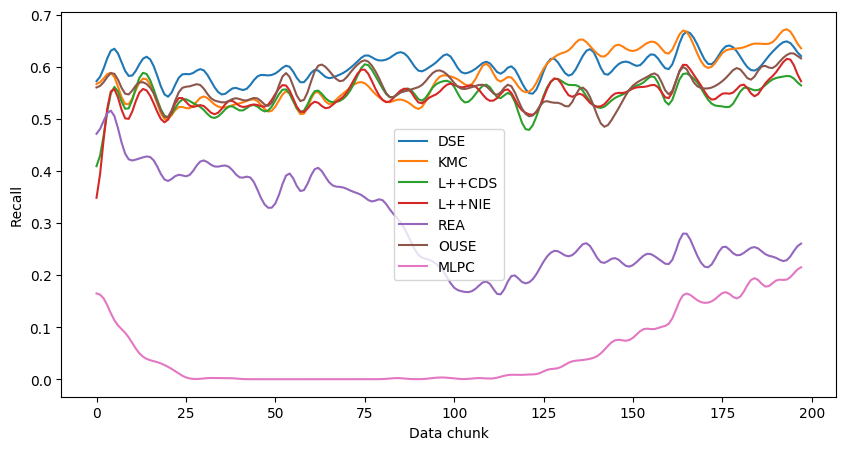 0.7
0.6
0.5
0.4
0.3
0.2
0.1
0.0
Recall
DSE
KMC
L++CDS
L++NIE
REA
OUSE
MLPC
0 25 50 75 100 125 150 175 200
Data chunk